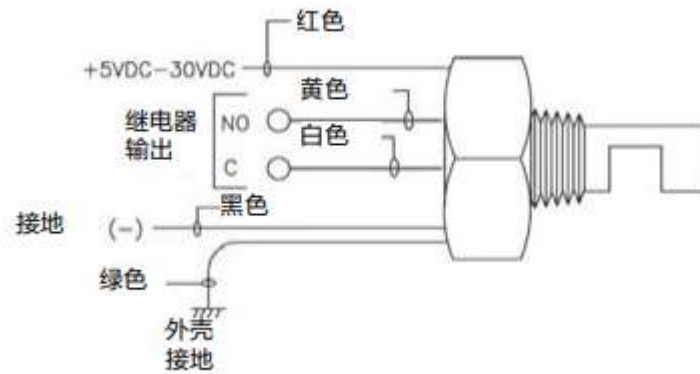 红色
+5VDC-30VDC
黄色
继电器
输出
NO
白色
C
黑色
接地
(-)
绿色
外壳
接地